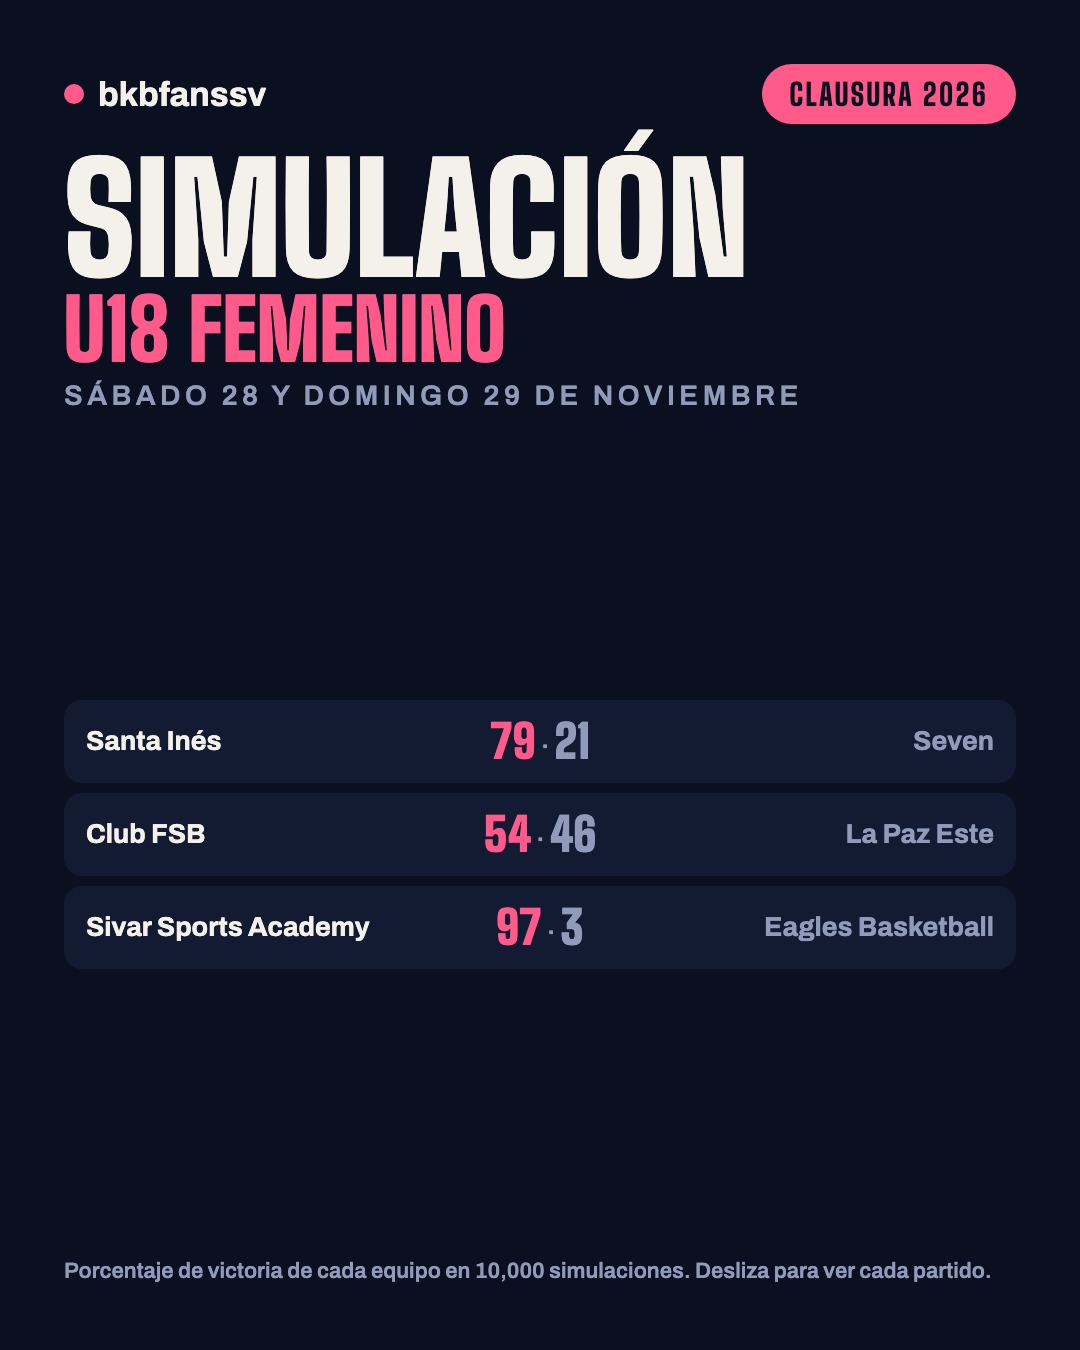 bkbfanssv
CLAUSURA 2026
SIMULACIÓN
U18 FEMENINO
SÁBADO 28 Y DOMINGO 29 DE NOVIEMBRE
Santa Inés 79 · 21 Seven
Club FSB 54 · 46 La Paz Este
Sivar Sports Academy 97 · 3 Eagles Basketball
Porcentaje de victoria de cada equipo en 10,000 simulaciones. Desliza para ver cada partido.